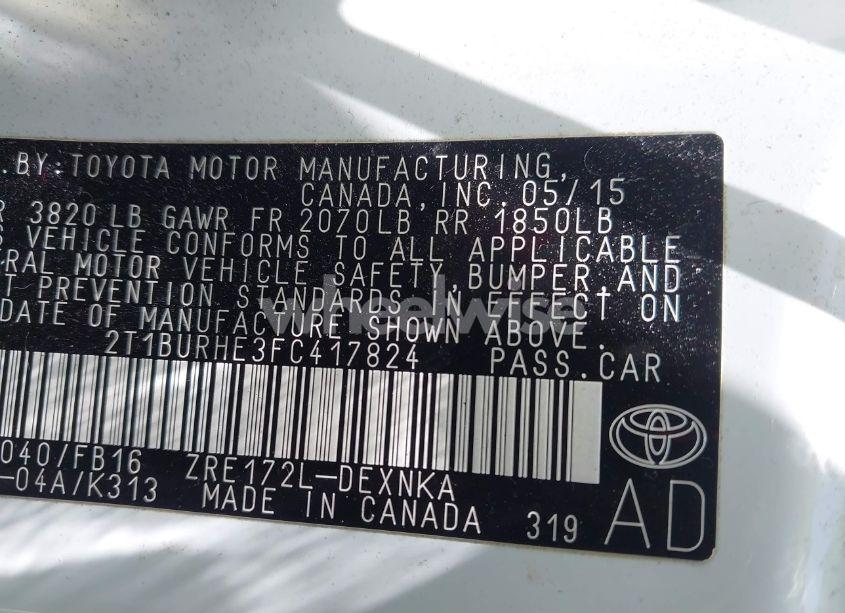 . BY: TOYOTA MOTOR MANUFACTURING,
CANADA, INC. 05/15
R 3820 LB GAWR FR 2070LB RR 1850LB
S VEHICLE CONFORMS TO ALL APPLICABLE
ERAL MOTOR VEHICLE SAFETY, BUMPER, AND
T PREVENTION STANDARDS IN EFFECT ON
DATE OF MANUFACTURE SHOWN ABOVE.
wheelwise
2T1BURHE3FC417824 PASS.CAR
040/FB16 ZRE172L-DEXNKA
-04A/K313 MADE IN CANADA 319 AD